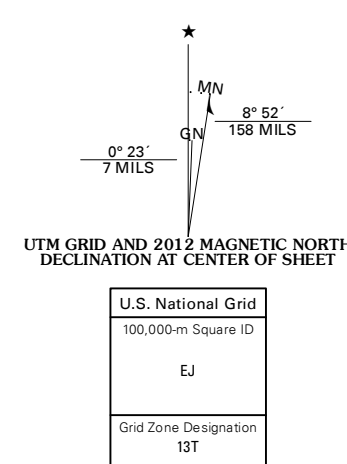 ★
MN
8° 52´
158 MILS
GN
0° 23´
7 MILS
UTM GRID AND 2012 MAGNETIC NORTH
DECLINATION AT CENTER OF SHEET
U.S. National Grid
100,000-m Square ID
EJ
Grid Zone Designation
13T